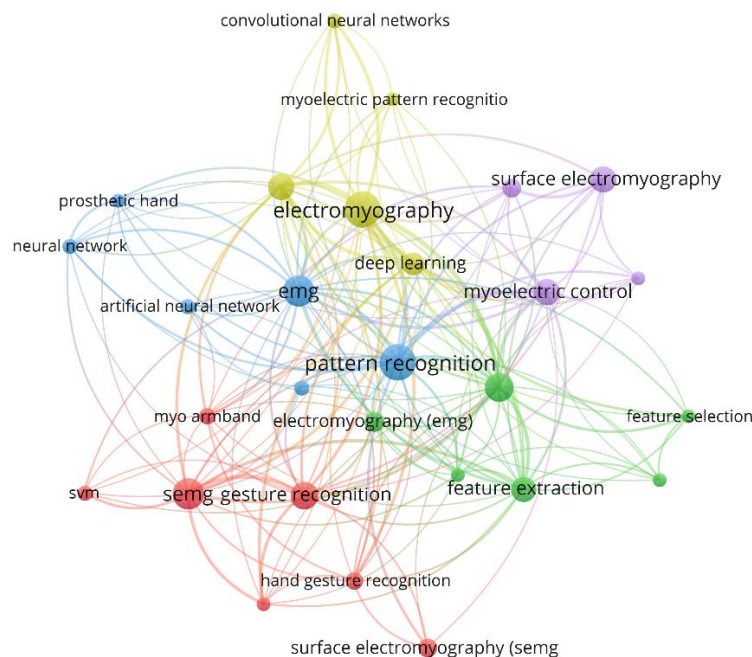 convolutional neural networks
myoelectric pattern recognitio
surface electromyography
prosthetic hand
electromyography
neural network
deep learning
emg
myoelectric control
artificial neural network
pattern recognition
myo armband
electromyography (emg)
feature selection
svm
semg
gesture recognition
feature extraction
hand gesture recognition
surface electromyography (semg